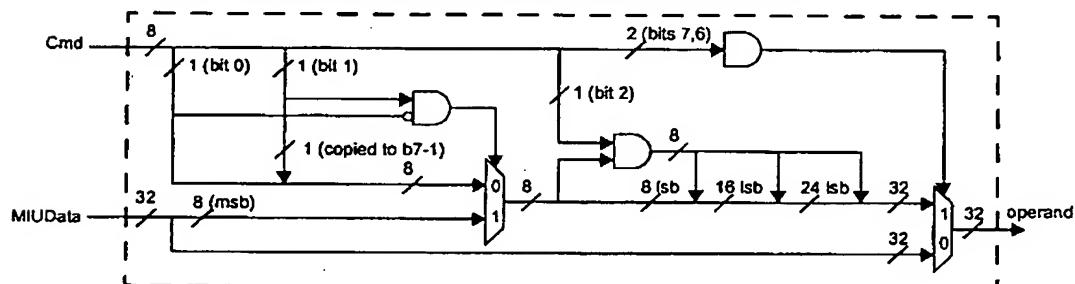 Cmd
8
2 (bits 7,6)
1 (bit 0)
1 (bit 1)
1 (bit 2)
1 (copied to b7-1)
8
8
0
1
8
8 lsb
16 lsb
24 lsb
32
MIUData
32
8 (msb)
1
0
32
operand
32